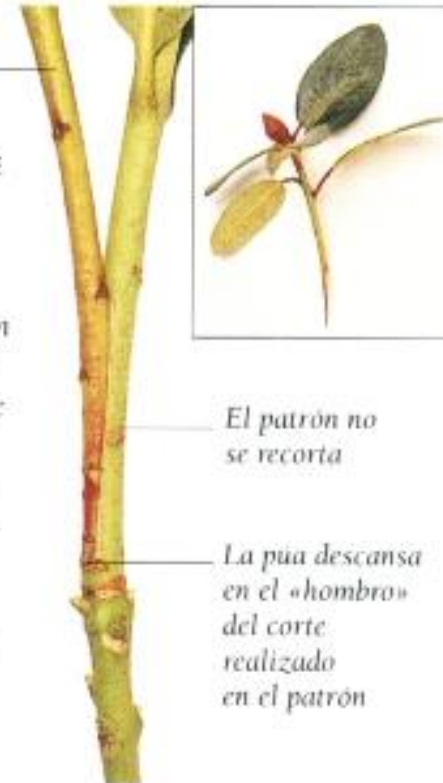 El patrón no
se recorta
La púa descansa
en el «hombro»
del corte
realizado
en el patrón